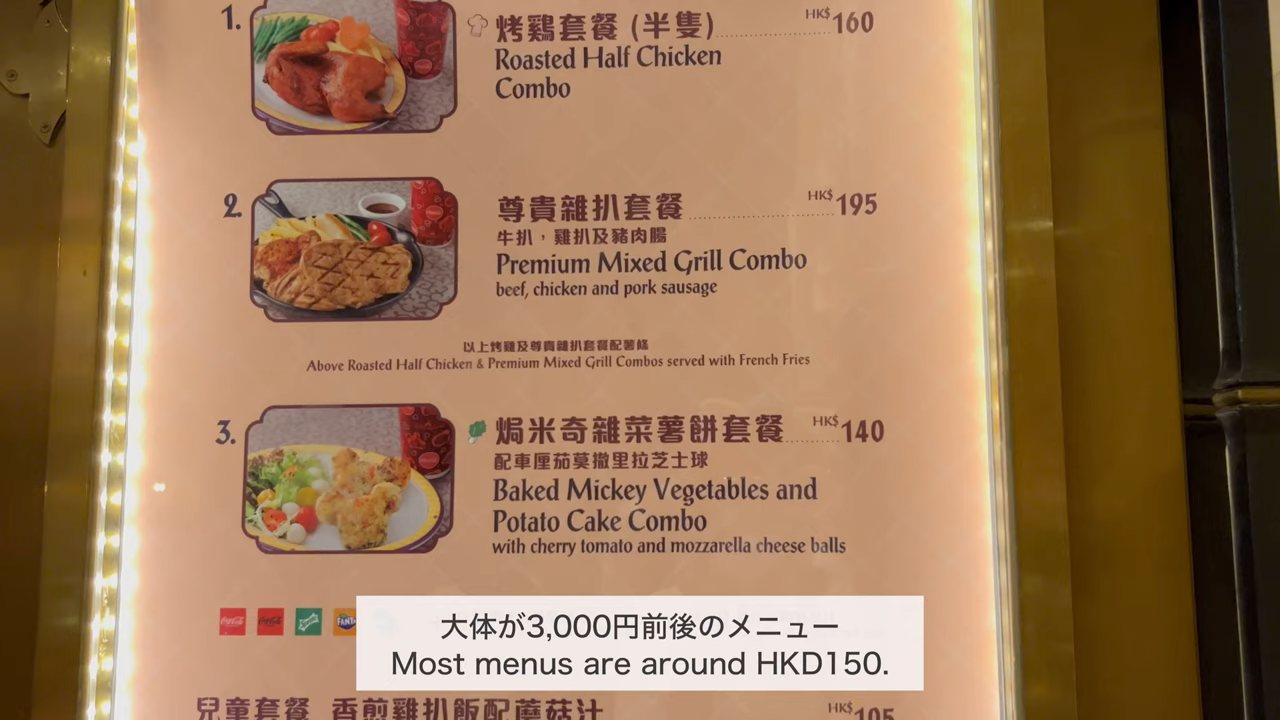 1.
烤鷄套餐 (半隻) HK$160
Roasted Half Chicken
Combo
2.
尊貴雜扒套餐 HK$195
牛扒，雞扒及豬肉腸
Premium Mixed Grill Combo
beef, chicken and pork sausage
以上烤雞及尊貴雜扒套餐配薯條
Above Roasted Half Chicken & Premium Mixed Grill Combos served with French Fries
3.
焗米奇雜菜薯餅套餐 HK$140
配車厘茄莫撤里拉芝士球
Baked Mickey Vegetables and
Potato Cake Combo
with cherry tomato and mozzarella cheese balls
大体が3,000円前後のメニュー
Most menus are around HKD150.
兒童套餐 香煎雞扒飯配蘑菇汁 HK$